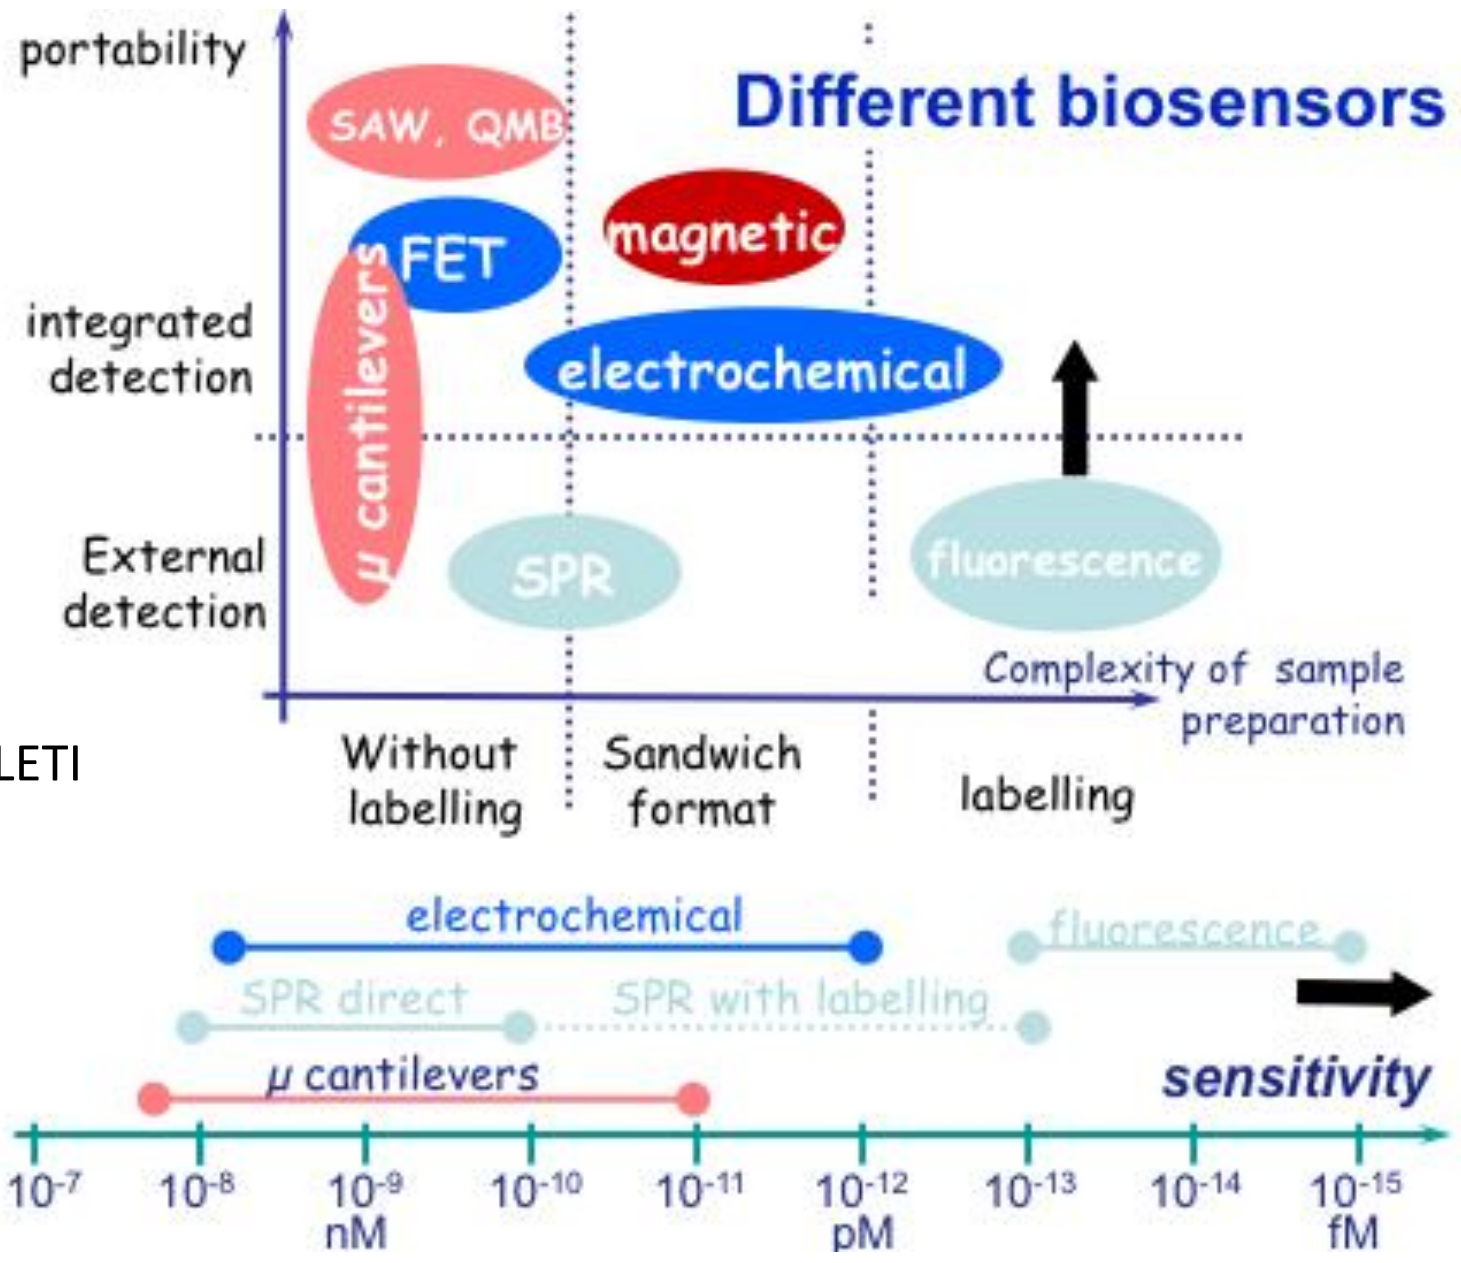 portability
Different biosensors
SAW, QMB
magnetic
FET
µ cantilevers
integrated
detection
electrochemical
External
detection
SPR
fluorescence
Complexity of sample
preparation
LETI
Without
labelling
Sandwich
format
labelling
electrochemical
fluorescence
SPR direct
SPR with labelling
µ cantilevers
sensitivity
10⁻⁷ 10⁻⁸ 10⁻⁹ 10⁻¹⁰ 10⁻¹¹ 10⁻¹² 10⁻¹³ 10⁻¹⁴ 10⁻¹⁵
nM pM fM